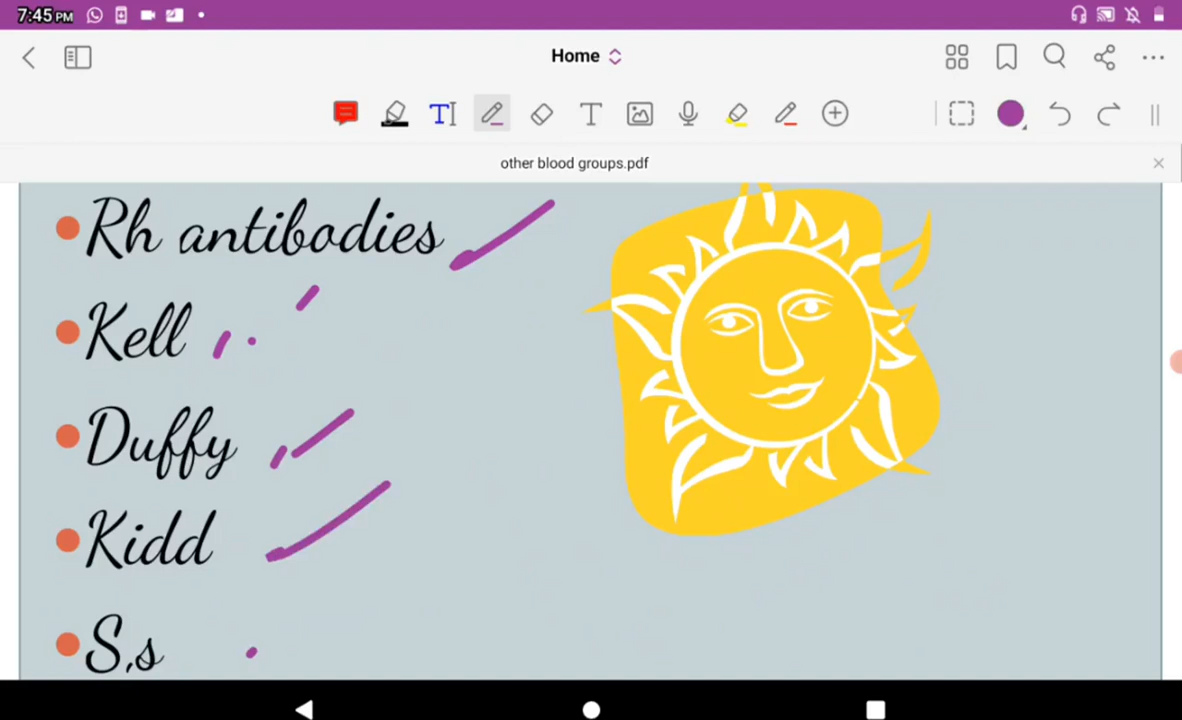 7:45 PM
Home
other blood groups.pdf
Rh antibodies
Kell
Duffy
Kidd
S,s